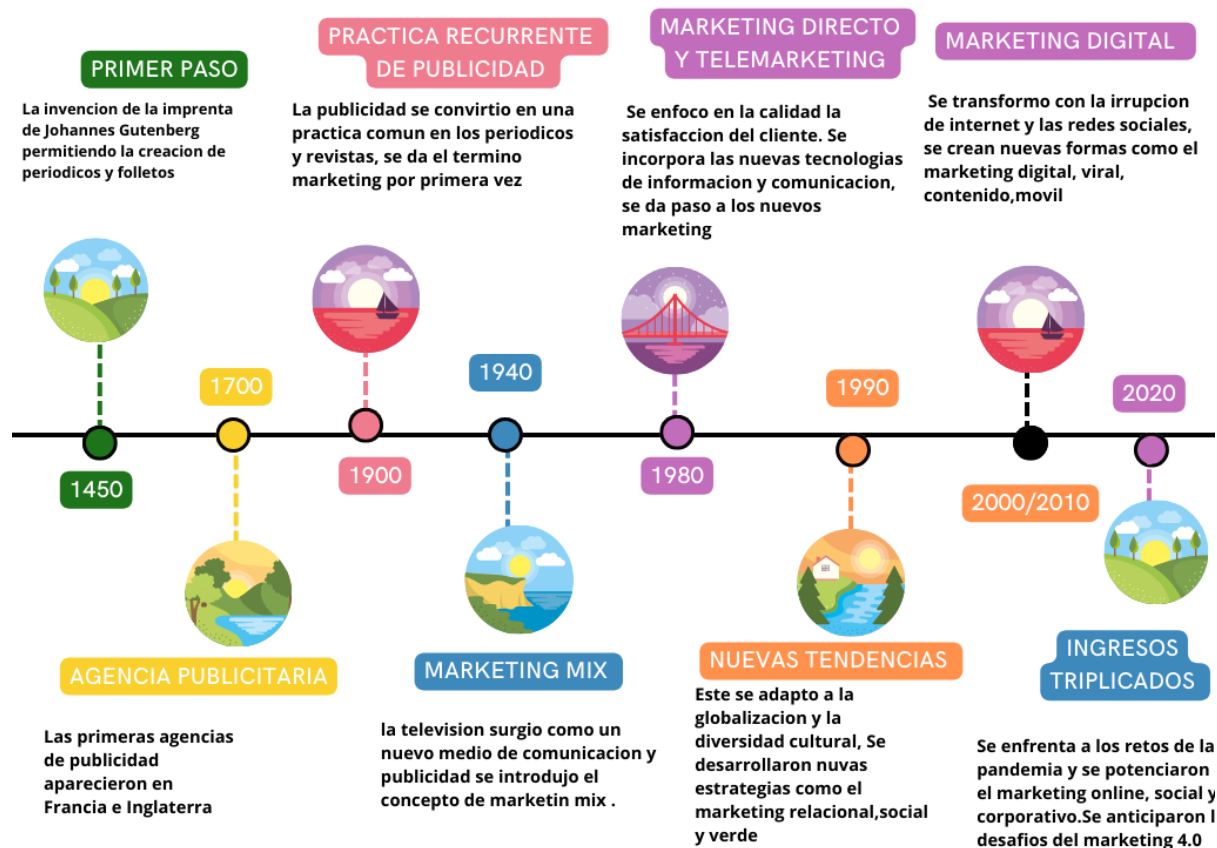 PRIMER PASO
La invencion de la imprenta
de Johannes Gutenberg
permitiendo la creacion de
periodicos y folletos
PRACTICA RECURRENTE
DE PUBLICIDAD
La publicidad se convirtio en una
practica comun en los periodicos
y revistas, se da el termino
marketing por primera vez
MARKETING DIRECTO
Y TELEMARKETING
Se enfoco en la calidad la
satisfaccion del cliente. Se
incorpora las nuevas tecnologias
de informacion y comunicacion,
se da paso a los nuevos
marketing
MARKETING DIGITAL
Se transformo con la irrupcion
de internet y las redes sociales,
se crean nuevas formas como el
marketing digital, viral,
contenido,movil
1450
1700
1900
1940
1980
1990
2000/2010
2020
AGENCIA PUBLICITARIA
Las primeras agencias
de publicidad
aparecieron en
Francia e Inglaterra
MARKETING MIX
la television surgio como un
nuevo medio de comunicacion y
publicidad se introdujo el
concepto de marketin mix .
NUEVAS TENDENCIAS
Este se adapto a la
globalizacion y la
diversidad cultural, Se
desarrollaron nuvas
estrategias como el
marketing relacional,social
y verde
INGRESOS
TRIPLICADOS
Se enfrenta a los retos de la
pandemia y se potenciaron
el marketing online, social y
corporativo.Se anticiparon
desafios del marketing 4.0